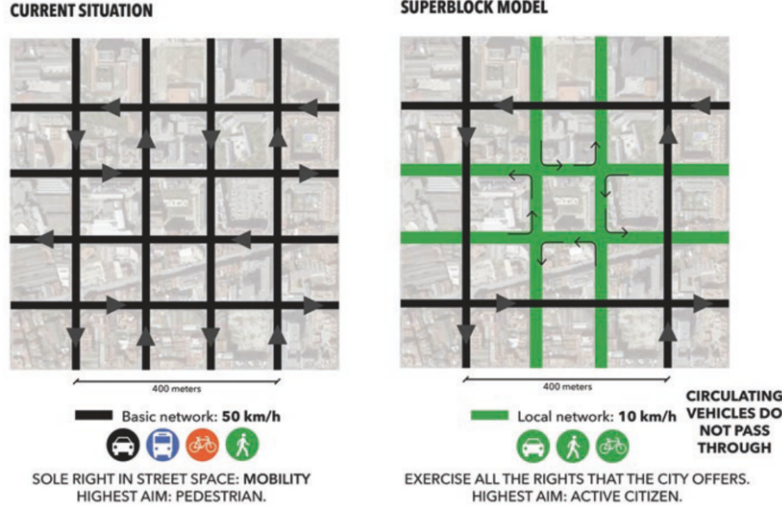 CURRENT SITUATION
400 meters
Basic network: 50 km/h
SOLE RIGHT IN STREET SPACE: MOBILITY
HIGHEST AIM: PEDESTRIAN.
SUPERBLOCK MODEL
400 meters
Local network: 10 km/h
CIRCULATING
VEHICLES DO
NOT PASS
THROUGH
EXERCISE ALL THE RIGHTS THAT THE CITY OFFERS.
HIGHEST AIM: ACTIVE CITIZEN.